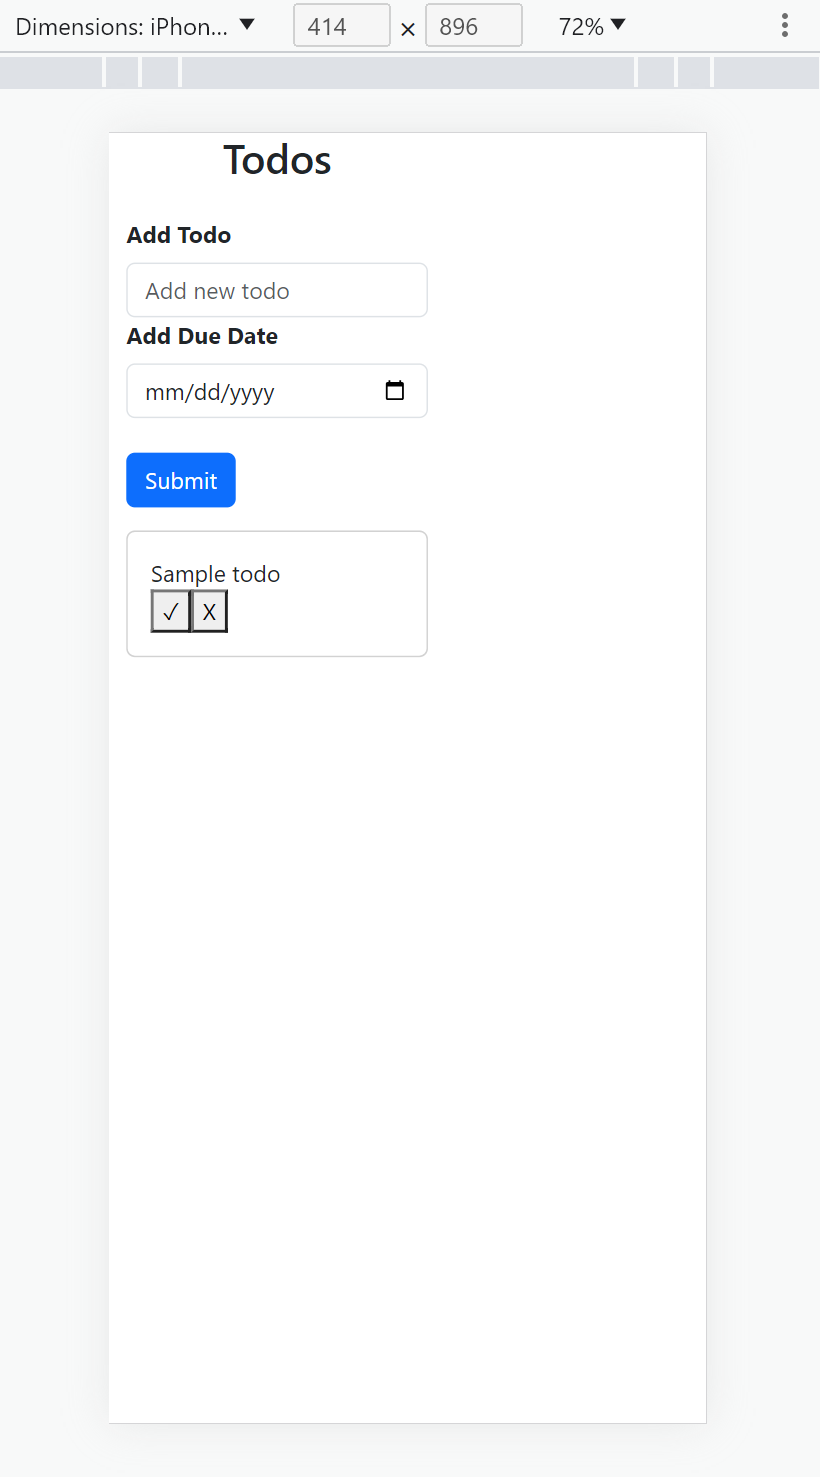 Dimensions: iPhon... ▼ 414 × 896 72% ▼
Todos
Add Todo
Add new todo
Add Due Date
mm/dd/yyyy
Submit
Sample todo
✓ X